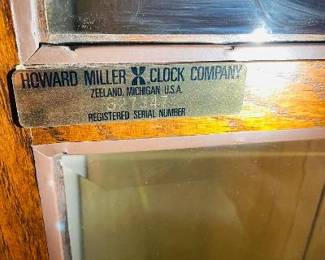 HOWARD MILLER CLOCK COMPANY
ZEELAND, MICHIGAN U.S.A.
REGISTERED SERIAL NUMBER